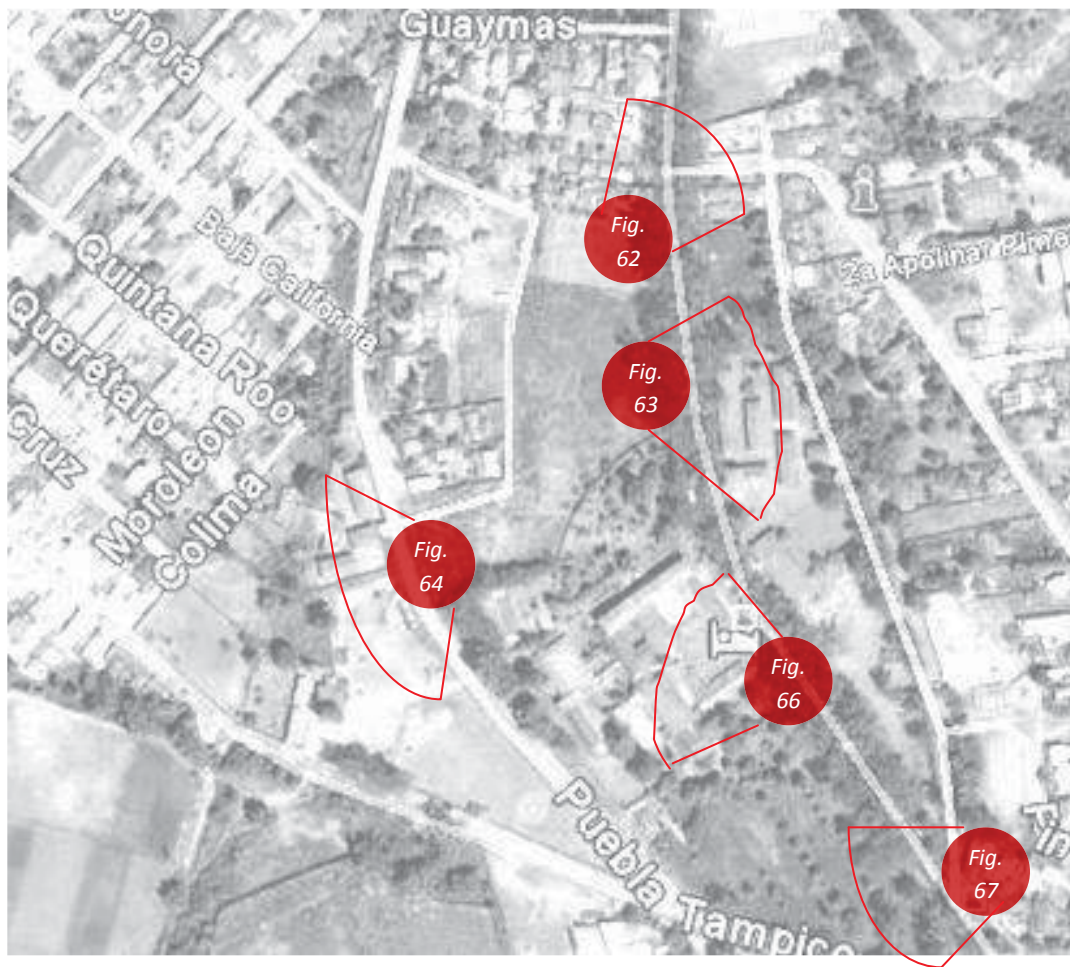 Guaymas
onora
Fig.
62
2a Apolinar Pime
Baja California
Quintana Roo
Querétaro
Cruz
Moroleon
Colima
Fig.
63
Fig.
64
Fig.
66
Puebla Tampico
Fin
Fig.
67